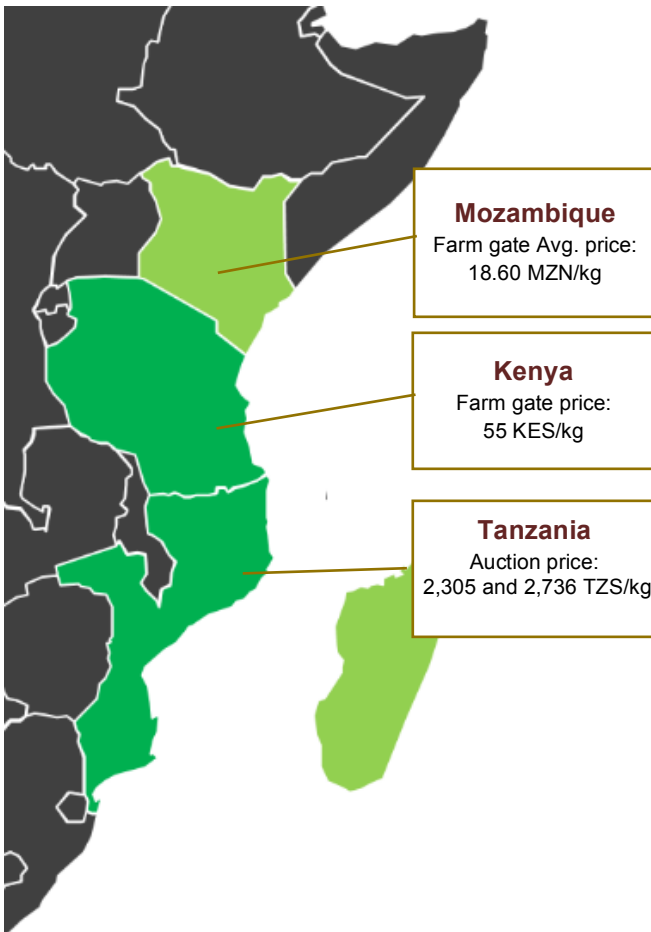 Mozambique
Farm gate Avg. price:
18.60 MZN/kg
Kenya
Farm gate price:
55 KES/kg
Tanzania
Auction price:
2,305 and 2,736 TZS/kg